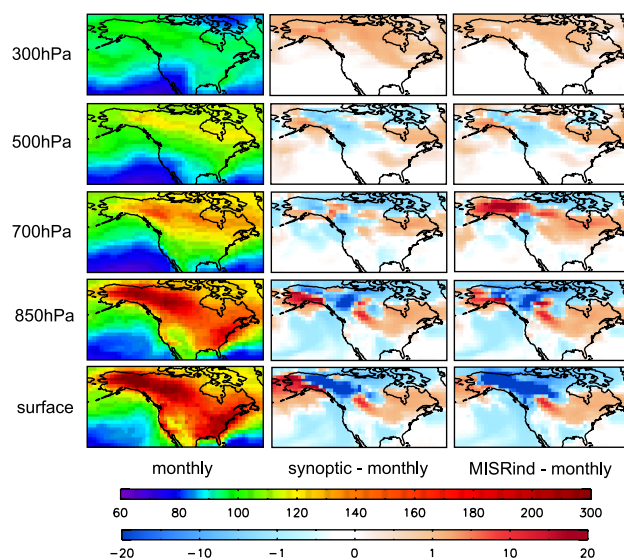 300hPa
500hPa
700hPa
850hPa
surface
monthly synoptic - monthly MISRind - monthly
60 80 100 120 140 160 180 200 300
-20 -10 -1 0 1 10 20